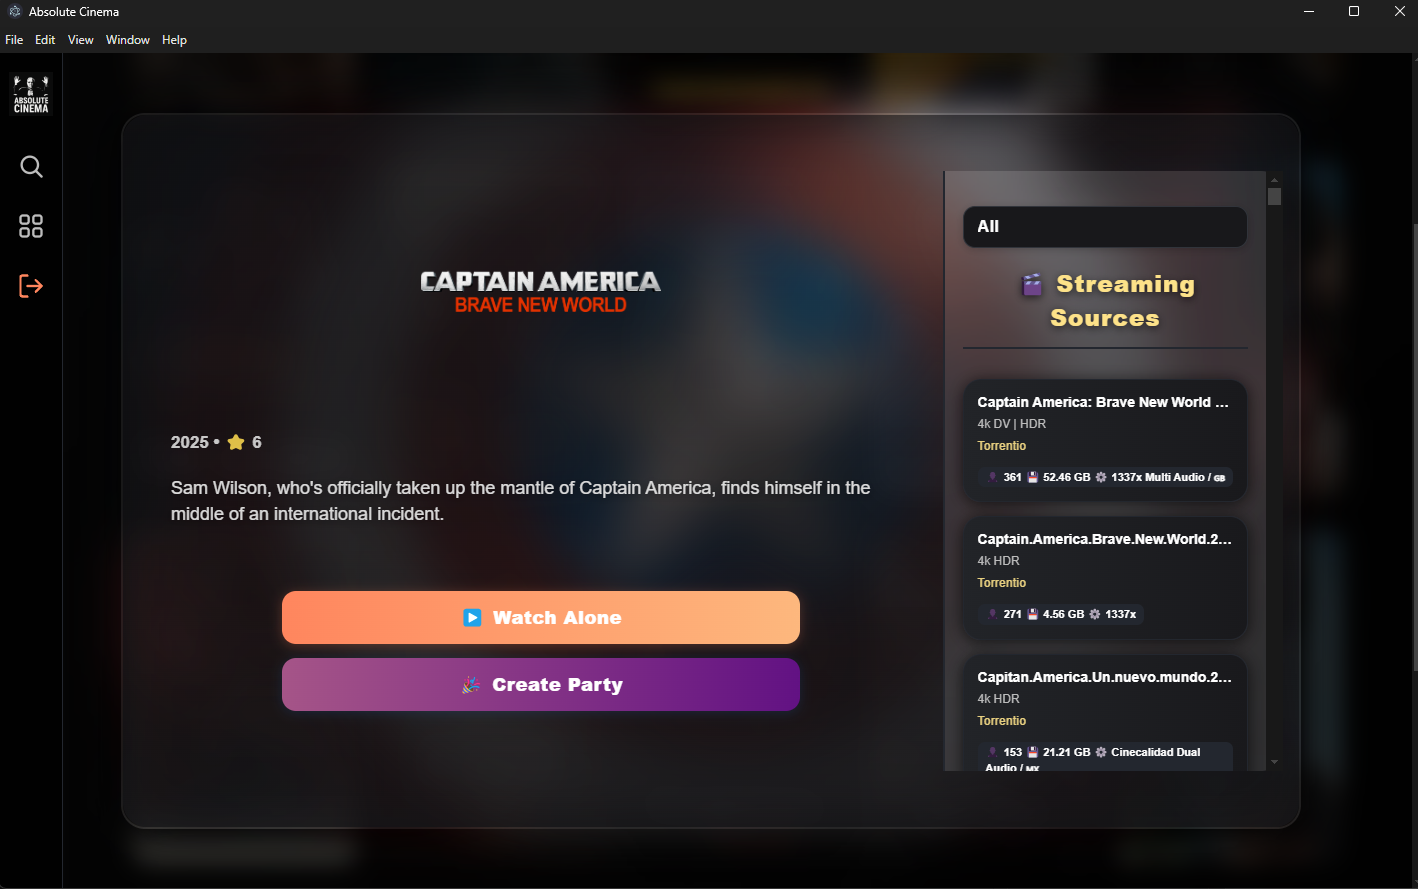 Absolute Cinema
File Edit View Window Help
ABSOLUTE
CINEMA
CAPTAIN AMERICA
BRAVE NEW WORLD
2025 • ⭐ 6
Sam Wilson, who's officially taken up the mantle of Captain America, finds himself in the
middle of an international incident.
▶️ Watch Alone
🎉 Create Party
All
🎬 Streaming
Sources
Captain America: Brave New World ...
4k DV | HDR
Torrentio
👤 361 💾 52.46 GB ⚙️ 1337x Multi Audio / GB
Captain.America.Brave.New.World.2...
4k HDR
Torrentio
👤 271 💾 4.56 GB ⚙️ 1337x
Capitan.America.Un.nuevo.mundo.2...
4k HDR
Torrentio
👤 153 💾 21.21 GB ⚙️ Cinecalidad Dual
Audio / MX